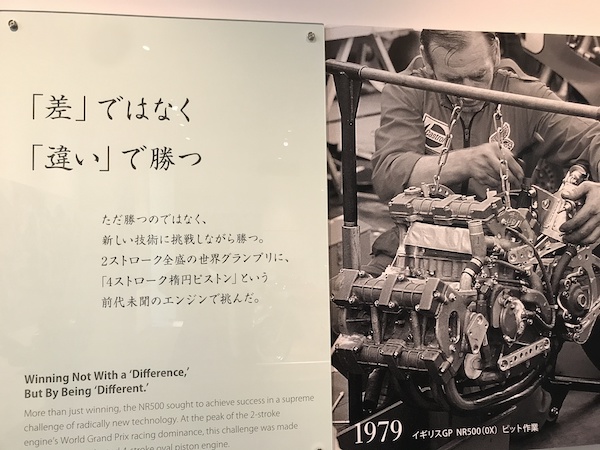 「差」ではなく
「違い」で勝つ
ただ勝つのではなく、
新しい技術に挑戦しながら勝つ。
2ストローク全盛の世界グランプリに、
「4ストローク楕円ピストン」という
前代未聞のエンジンで挑んだ。
Winning Not With a ‘Difference,’
But By Being ‘Different.’
More than just winning, the NR500 sought to achieve success in a supreme
challenge of radically new technology. At the peak of the 2-stroke
engine’s World Grand Prix racing dominance, this challenge was made
4-stroke oval piston engine.
1979 イギリスGP NR500(0X) ピット作業